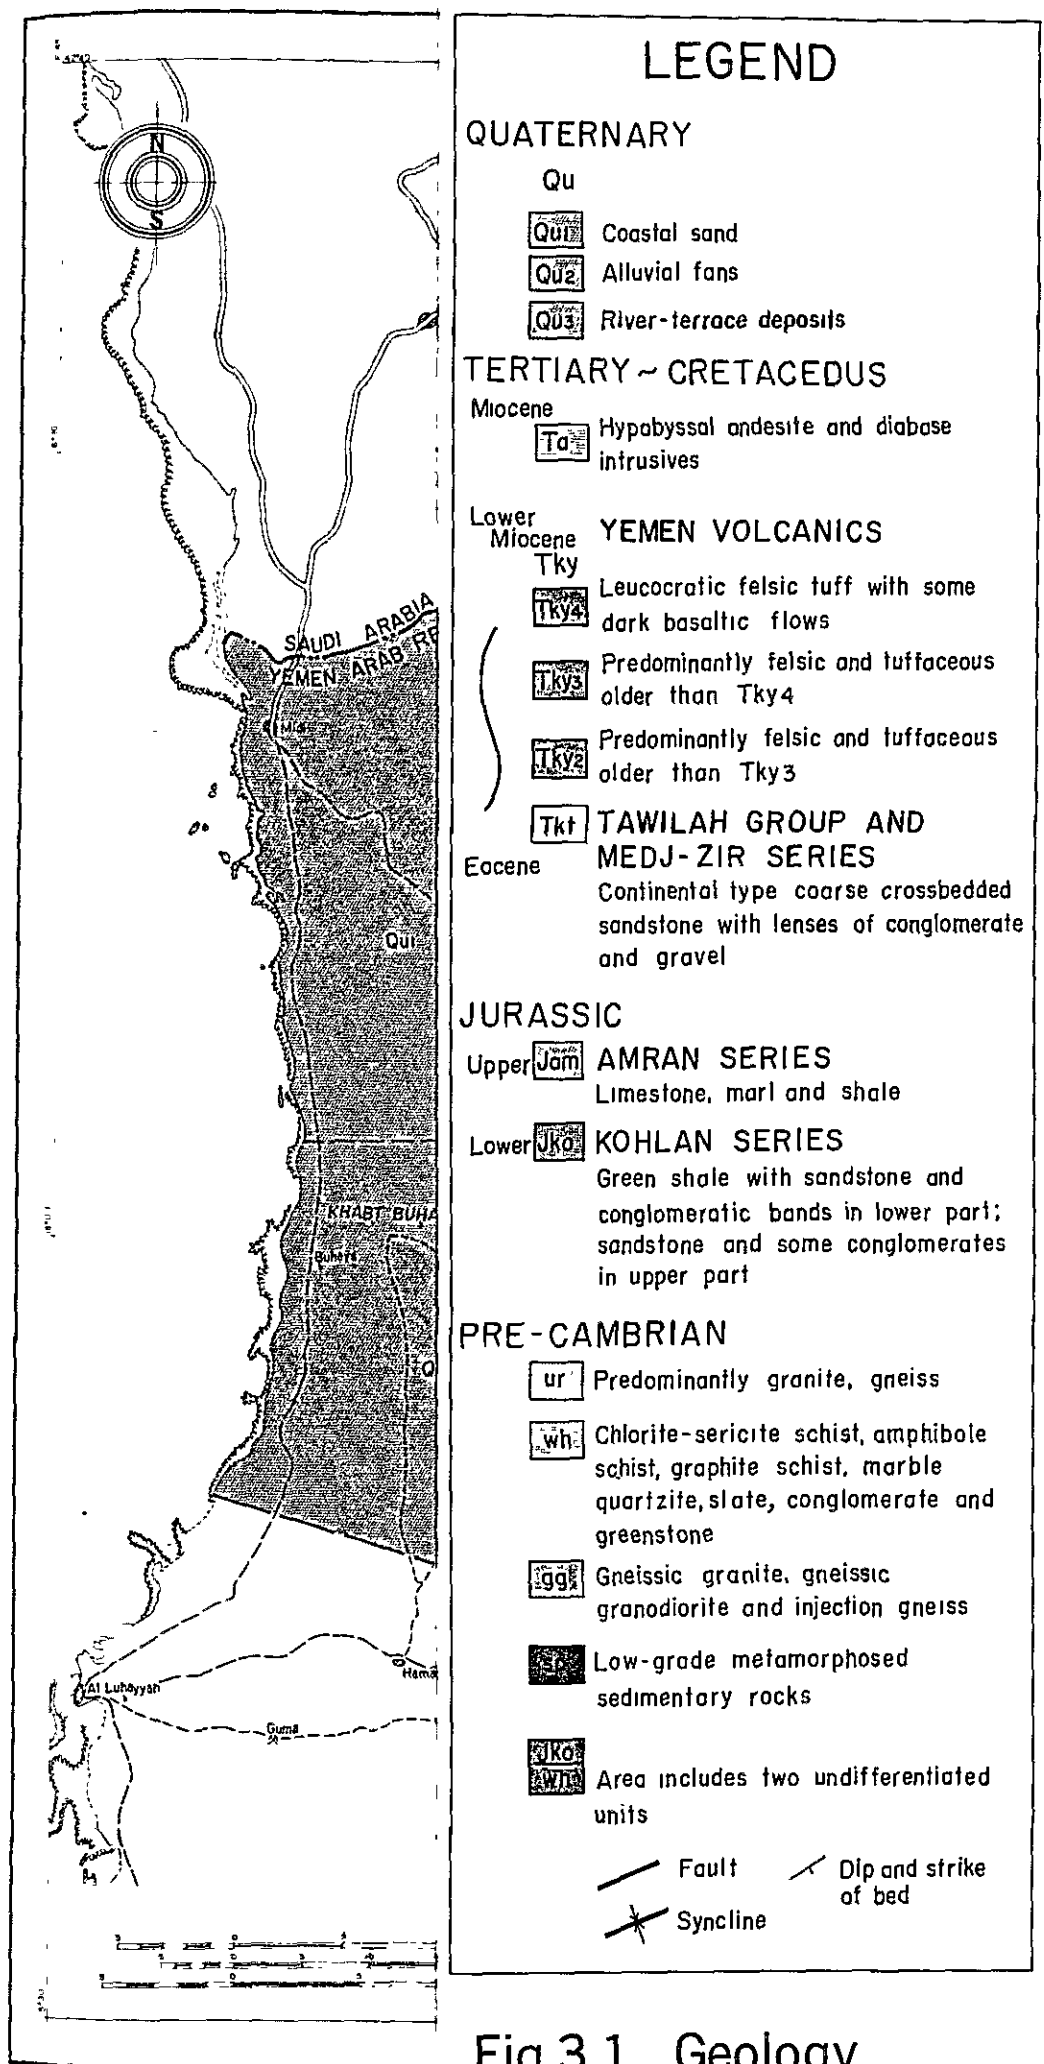 N
S
SAUDI ARABIA
YEMEN ARAB RE
Midi
Qu1
KHABT BUHA
Buhays
Q
Hama
Al Luhayyah
Guma
LEGEND
QUATERNARY
Qu
Qu1 Coastal sand
Qu2 Alluvial fans
Qu3 River-terrace deposits
TERTIARY ~ CRETACEDUS
Miocene
Ta Hypabyssal andesite and diabase
intrusives
Lower
Miocene YEMEN VOLCANICS
Tky
Tky4 Leucocratic felsic tuff with some
dark basaltic flows
Tky3 Predominantly felsic and tuffaceous
older than Tky4
Tky2 Predominantly felsic and tuffaceous
older than Tky3
Tkt TAWILAH GROUP AND
MEDJ-ZIR SERIES
Eocene
Continental type coarse crossbedded
sandstone with lenses of conglomerate
and gravel
JURASSIC
Upper Jam AMRAN SERIES
Limestone, marl and shale
Lower Jko KOHLAN SERIES
Green shale with sandstone and
conglomeratic bands in lower part;
sandstone and some conglomerates
in upper part
PRE-CAMBRIAN
ur Predominantly granite, gneiss
wh Chlorite-sericite schist, amphibole
schist, graphite schist, marble
quartzite, slate, conglomerate and
greenstone
gg Gneissic granite, gneissic
granodiorite and injection gneiss
sp Low-grade metamorphosed
sedimentary rocks
Jko
wh Area includes two undifferentiated
units
Fault Dip and strike
of bed
Syncline
Fig 3.1 Geology